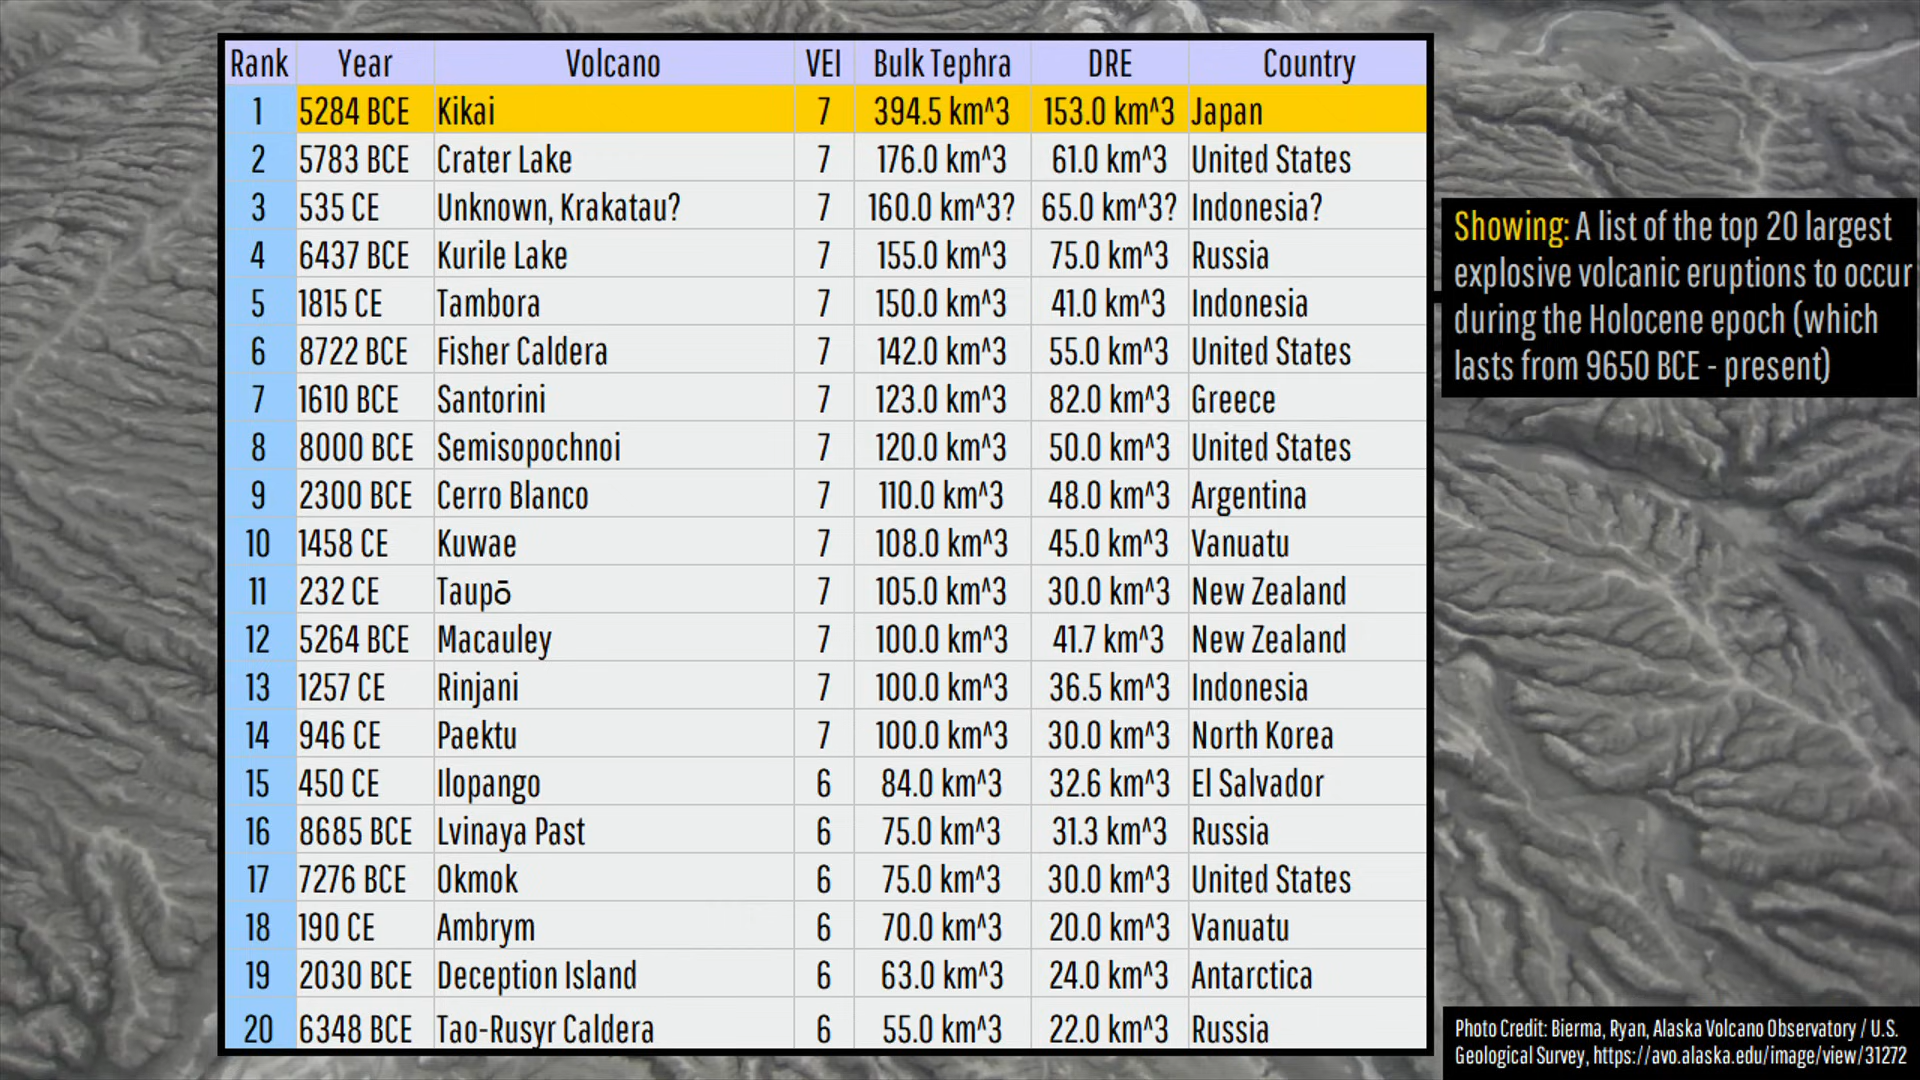 Rank Year Volcano VEI Bulk Tephra DRE Country
1 5284 BCE Kikai 7 394.5 km^3 153.0 km^3 Japan
2 5783 BCE Crater Lake 7 176.0 km^3 61.0 km^3 United States
3 535 CE Unknown, Krakatau? 7 160.0 km^3? 65.0 km^3? Indonesia?
4 6437 BCE Kurile Lake 7 155.0 km^3 75.0 km^3 Russia
5 1815 CE Tambora 7 150.0 km^3 41.0 km^3 Indonesia
6 8722 BCE Fisher Caldera 7 142.0 km^3 55.0 km^3 United States
7 1610 BCE Santorini 7 123.0 km^3 82.0 km^3 Greece
8 8000 BCE Semisopochnoi 7 120.0 km^3 50.0 km^3 United States
9 2300 BCE Cerro Blanco 7 110.0 km^3 48.0 km^3 Argentina
10 1458 CE Kuwae 7 108.0 km^3 45.0 km^3 Vanuatu
11 232 CE Taupō 7 105.0 km^3 30.0 km^3 New Zealand
12 5264 BCE Macauley 7 100.0 km^3 41.7 km^3 New Zealand
13 1257 CE Rinjani 7 100.0 km^3 36.5 km^3 Indonesia
14 946 CE Paektu 7 100.0 km^3 30.0 km^3 North Korea
15 450 CE Ilopango 6 84.0 km^3 32.6 km^3 El Salvador
16 8685 BCE Lvinaya Past 6 75.0 km^3 31.3 km^3 Russia
17 7276 BCE Okmok 6 75.0 km^3 30.0 km^3 United States
18 190 CE Ambrym 6 70.0 km^3 20.0 km^3 Vanuatu
19 2030 BCE Deception Island 6 63.0 km^3 24.0 km^3 Antarctica
20 6348 BCE Tao-Rusyr Caldera 6 55.0 km^3 22.0 km^3 Russia
Showing: A list of the top 20 largest
explosive volcanic eruptions to occur
during the Holocene epoch (which
lasts from 9650 BCE - present)
Photo Credit: Bierma, Ryan, Alaska Volcano Observatory / U.S.
Geological Survey, https://avo.alaska.edu/image/view/31272